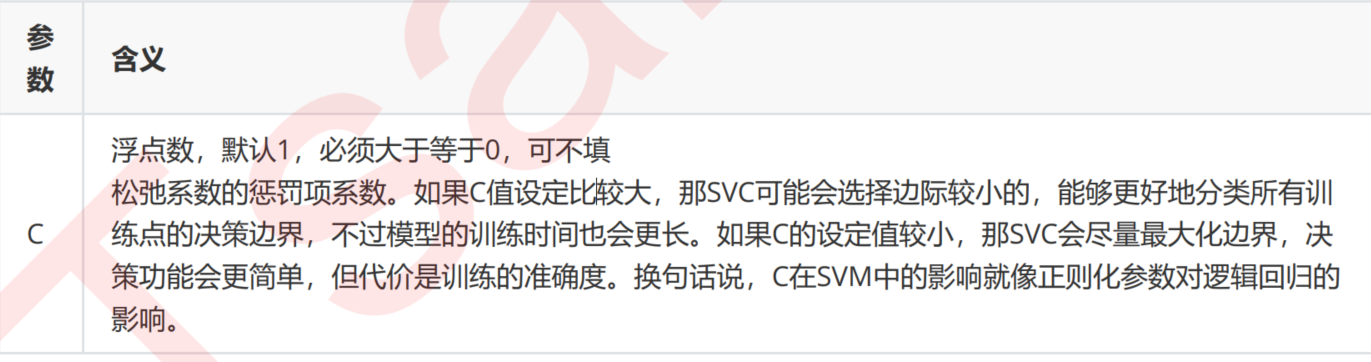 参
数
含义
浮点数，默认1，必须大于等于0，可不填
松弛系数的惩罚项系数。如果C值设定比较大，那SVC可能会选择边际较小的，能够更好地分类所有训
C
练点的决策边界，不过模型的训练时间也会更长。如果C的设定值较小，那SVC会尽量最大化边界，决
策功能会更简单，但代价是训练的准确度。换句话说，C在SVM中的影响就像正则化参数对逻辑回归的
影响。